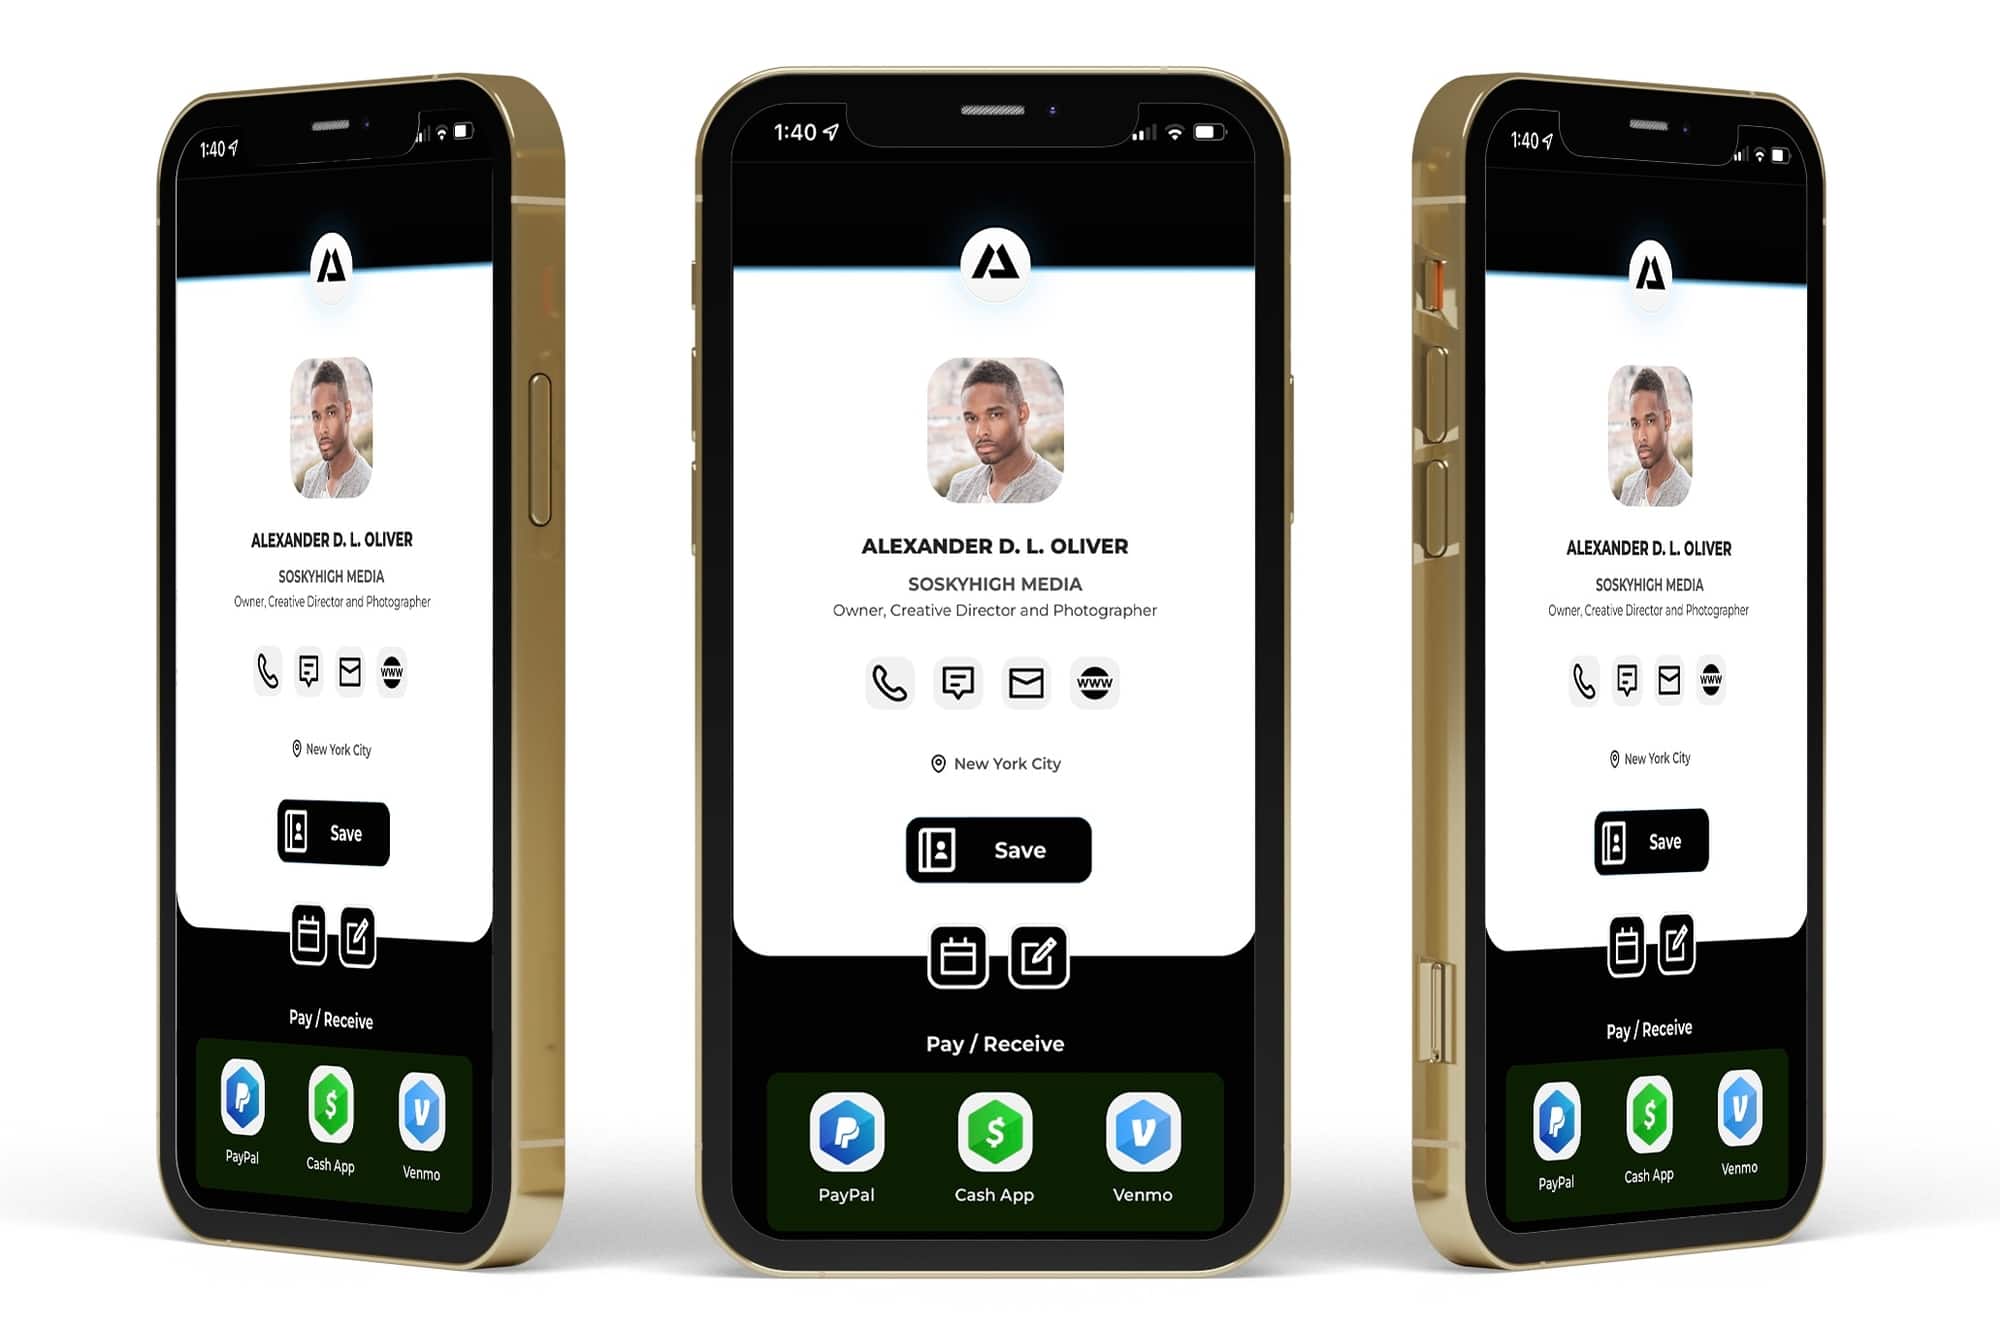 1:40
ALEXANDER D. L. OLIVER
SOSKYHIGH MEDIA
Owner, Creative Director and Photographer
www
New York City
Save
Pay / Receive
PayPal
Cash App
Venmo
1:40
ALEXANDER D. L. OLIVER
SOSKYHIGH MEDIA
Owner, Creative Director and Photographer
www
New York City
Save
Pay / Receive
$
PayPal
Cash App
Venmo
1:40
ALEXANDER D. L. OLIVER
SOSKYHIGH MEDIA
Owner, Creative Director and Photographer
www
New York City
Save
Pay / Receive
PayPal
Cash App
Venmo